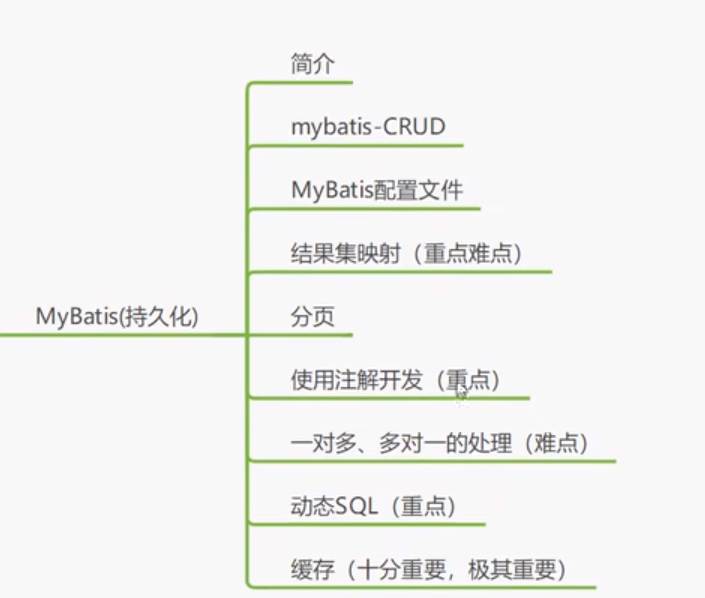 简介
mybatis-CRUD
MyBatis配置文件
结果集映射（重点难点）
MyBatis(持久化)
分页
使用注解开发（重点）
一对多、多对一的处理（难点）
动态SQL（重点）
缓存（十分重要，极其重要）